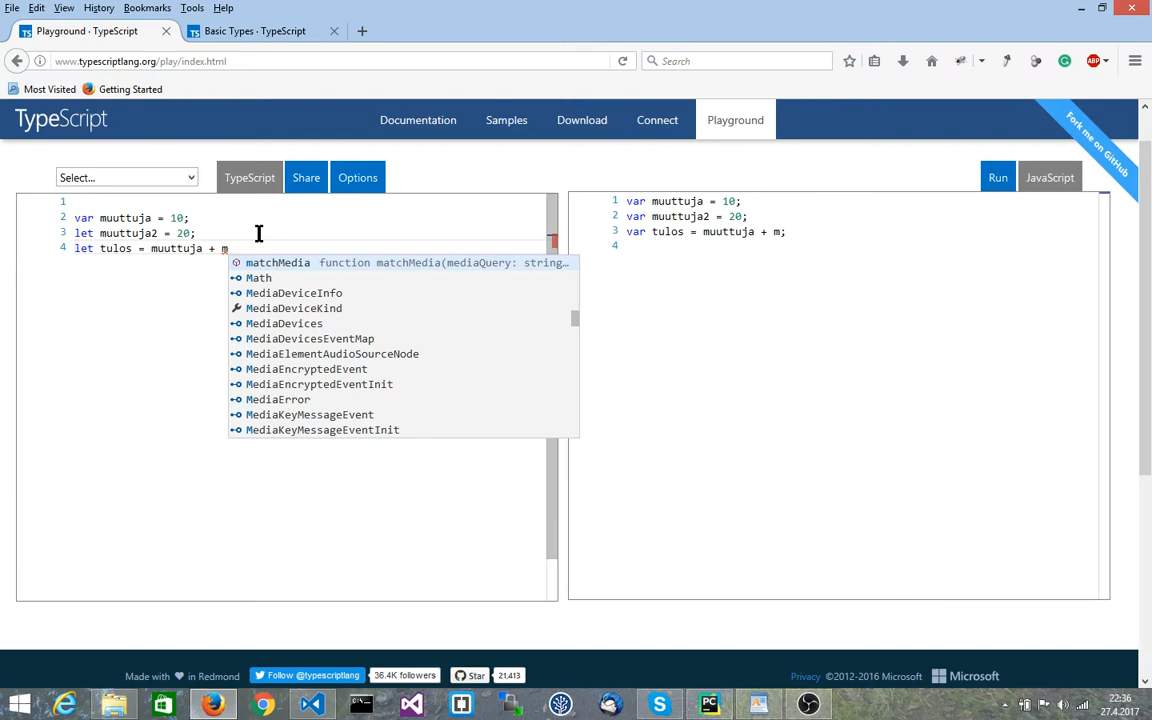 File Edit View History Bookmarks Tools Help
TS Playground · TypeScript TS Basic Types · TypeScript
www.typescriptlang.org/play/index.html Search ABP
Most Visited Getting Started
TypeScript Documentation Samples Download Connect Playground
Fork me on GitHub
Select... TypeScript Share Options Run JavaScript
1
2 var muuttuja = 10;
3 let muuttuja2 = 20;
4 let tulos = muuttuja + m
matchMedia function matchMedia(mediaQuery: string…
Math
MediaDeviceInfo
MediaDeviceKind
MediaDevices
MediaDevicesEventMap
MediaElementAudioSourceNode
MediaEncryptedEvent
MediaEncryptedEventInit
MediaError
MediaKeyMessageEvent
MediaKeyMessageEventInit
1 var muuttuja = 10;
2 var muuttuja2 = 20;
3 var tulos = muuttuja + m;
4
Made with ♥ in Redmond Follow @typescriptlang 36.4K followers Star 21,413 Privacy ©2012-2016 Microsoft Microsoft
22:36
27.4.2017